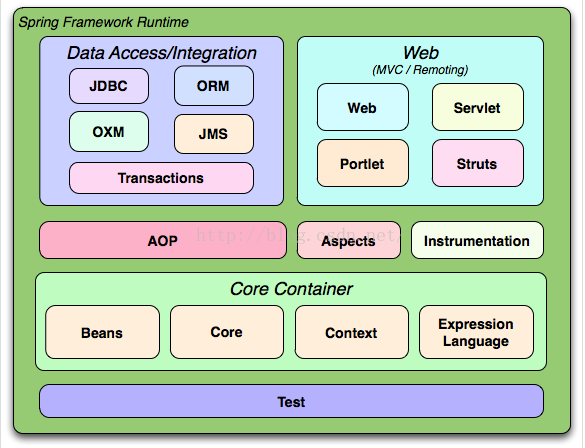 Spring Framework Runtime
Data Access/Integration
JDBC
ORM
OXM
JMS
Transactions
Web
(MVC / Remoting)
Web
Servlet
Portlet
Struts
AOP
Aspects
Instrumentation
http://blog.csdn.net/
Core Container
Beans
Core
Context
Expression
Language
Test